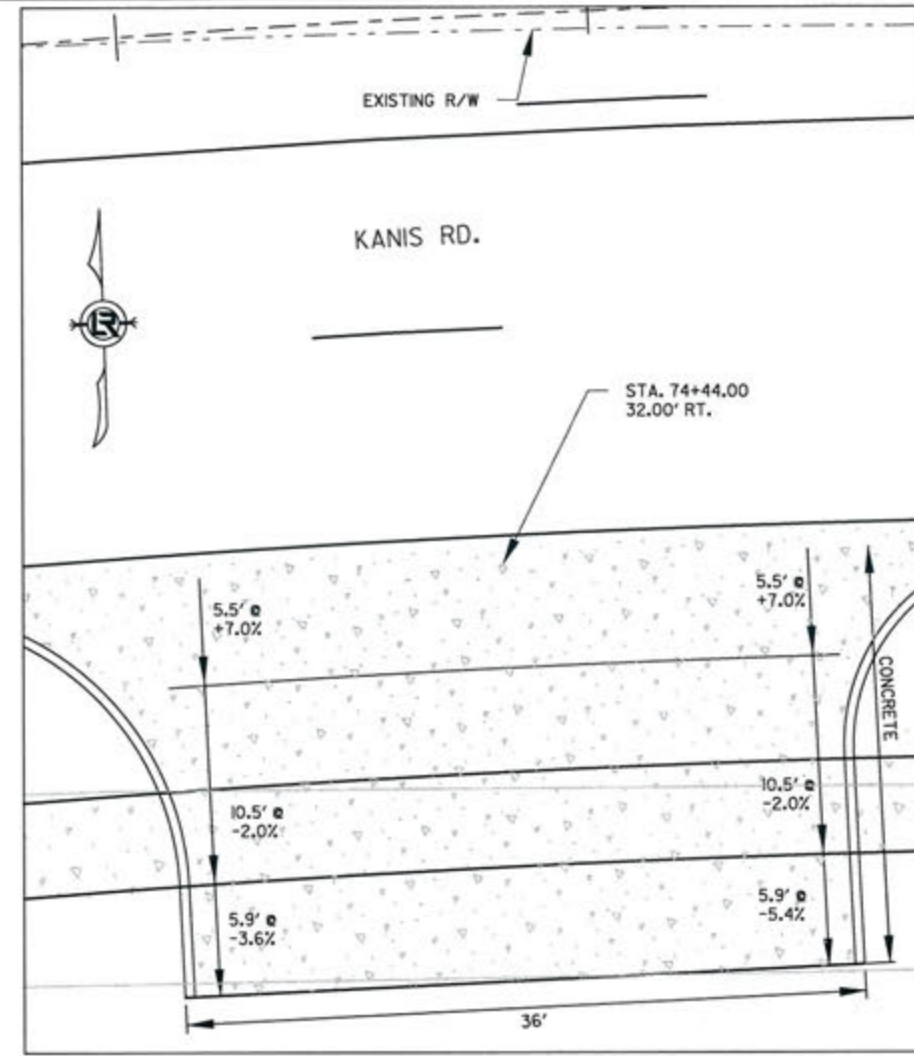 EXISTING R/W
KANIS RD.
LR
STA. 74+44.00
32.00' RT.
5.5' @
+7.0%
5.5' @
+7.0%
CONCRETE
10.5' @
-2.0%
10.5' @
-2.0%
5.9' @
-3.6%
5.9' @
-5.4%
36'